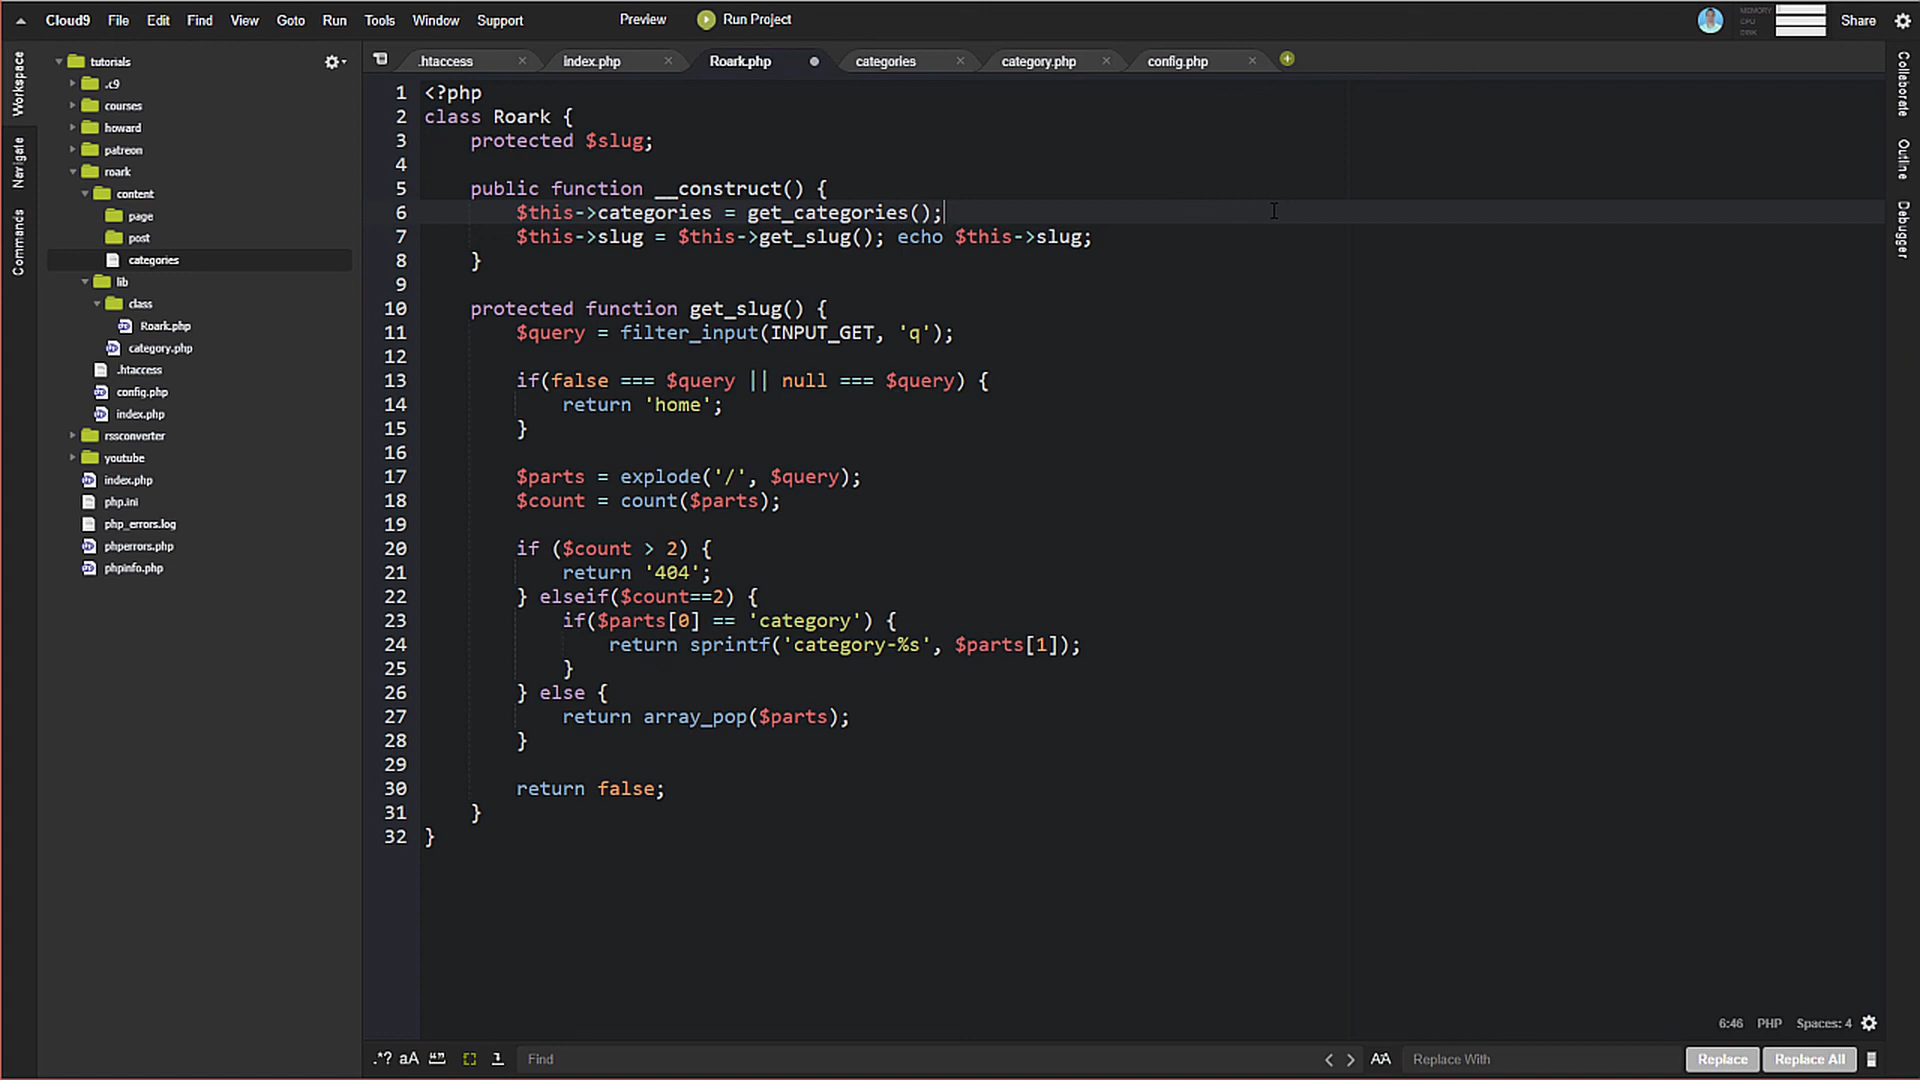 Cloud9 File Edit Find View Goto Run Tools Window Support Preview Run Project MEMORY CPU DISK Share
Workspace
Navigate
Commands
tutorials
.c9
courses
howard
patreon
roark
content
page
post
categories
lib
class
Roark.php
category.php
.htaccess
config.php
index.php
rssconverter
youtube
index.php
php.ini
php_errors.log
phperrors.php
phpinfo.php
.htaccess index.php Roark.php categories category.php config.php
1 <?php
2 class Roark {
3 protected $slug;
4
5 public function __construct() {
6 $this->categories = get_categories();
7 $this->slug = $this->get_slug(); echo $this->slug;
8 }
9
10 protected function get_slug() {
11 $query = filter_input(INPUT_GET, 'q');
12
13 if(false === $query || null === $query) {
14 return 'home';
15 }
16
17 $parts = explode('/', $query);
18 $count = count($parts);
19
20 if ($count > 2) {
21 return '404';
22 } elseif($count==2) {
23 if($parts[0] == 'category') {
24 return sprintf('category-%s', $parts[1]);
25 }
26 } else {
27 return array_pop($parts);
28 }
29
30 return false;
31 }
32 }
Collaborate
Outline
Debugger
6:46 PHP Spaces: 4
.*? aA Find AA Replace With Replace Replace All